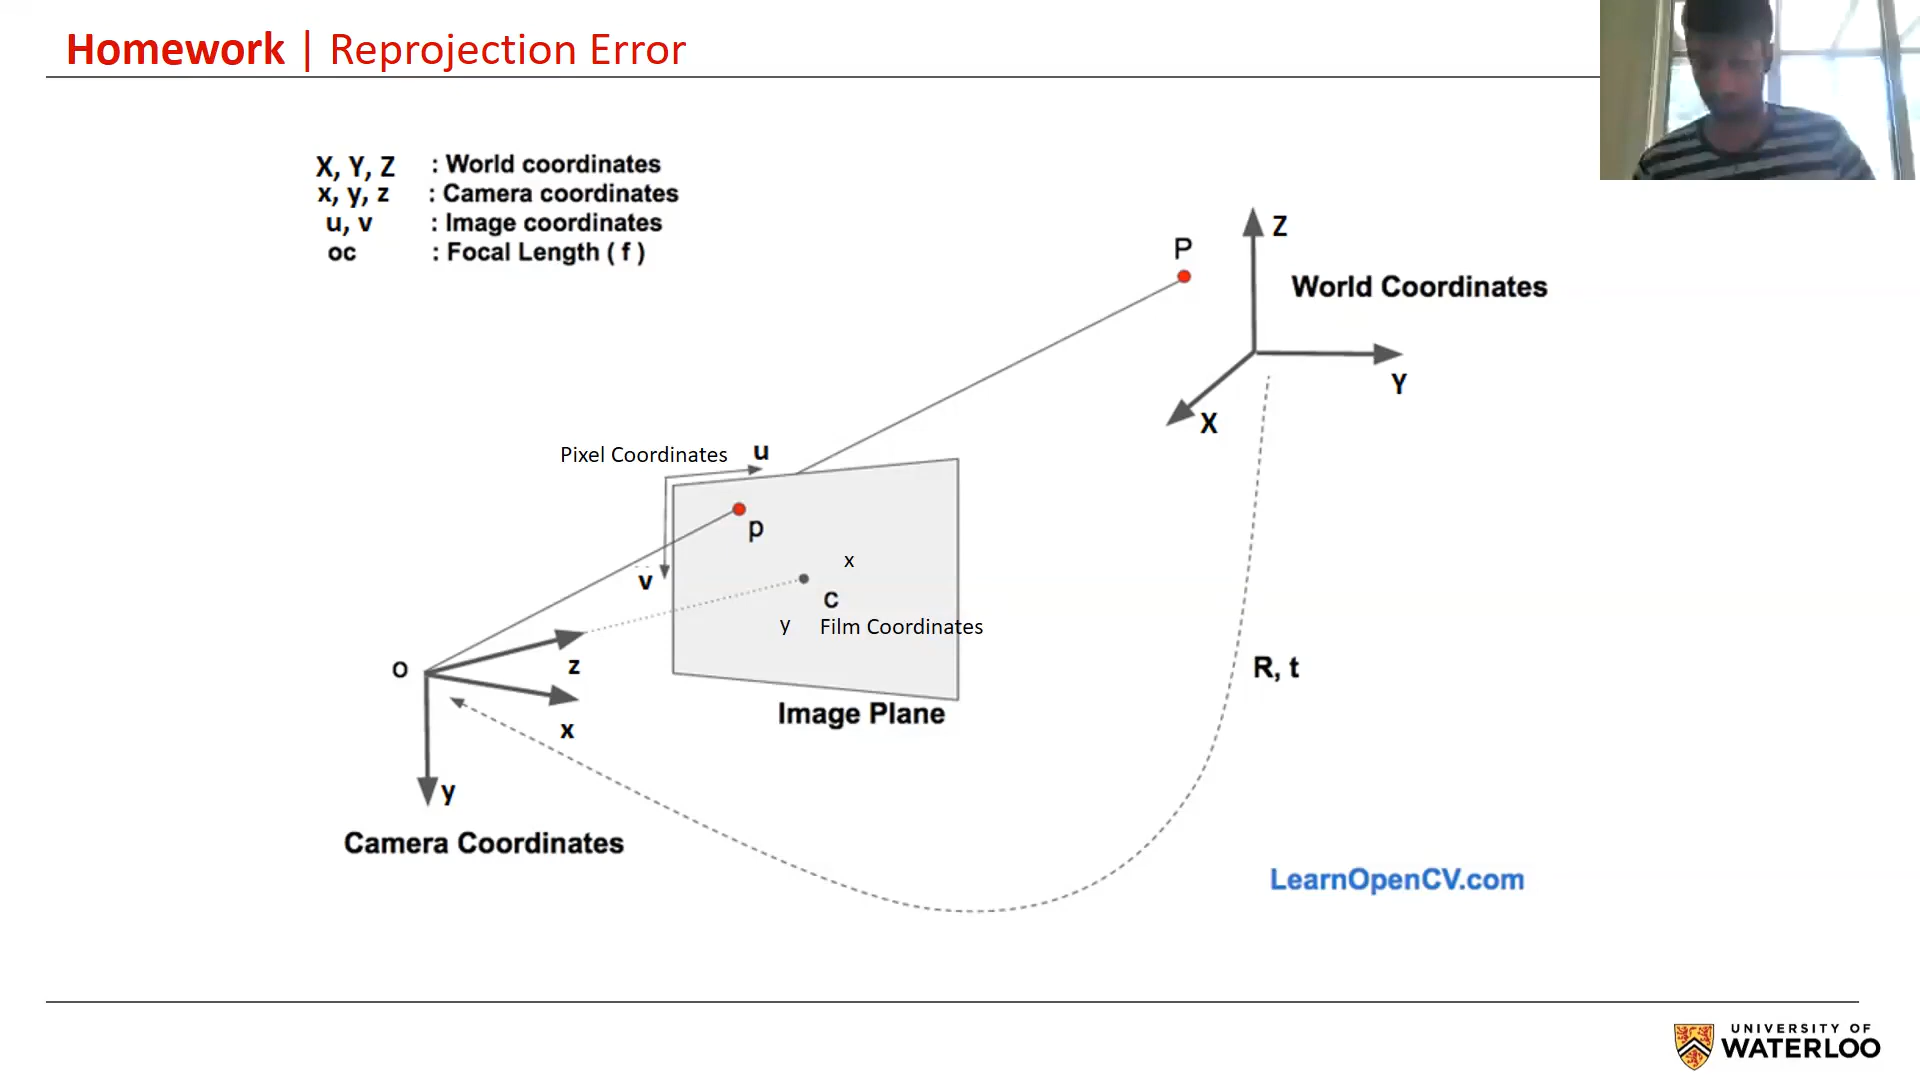 Homework | Reprojection Error
X, Y, Z : World coordinates
x, y, z : Camera coordinates
u, v : Image coordinates
oc : Focal Length ( f )
P
Z
World Coordinates
Y
X
Pixel Coordinates
u
p
v
x
c
y
Film Coordinates
o
z
x
R, t
Image Plane
y
Camera Coordinates
LearnOpenCV.com
UNIVERSITY OF
WATERLOO